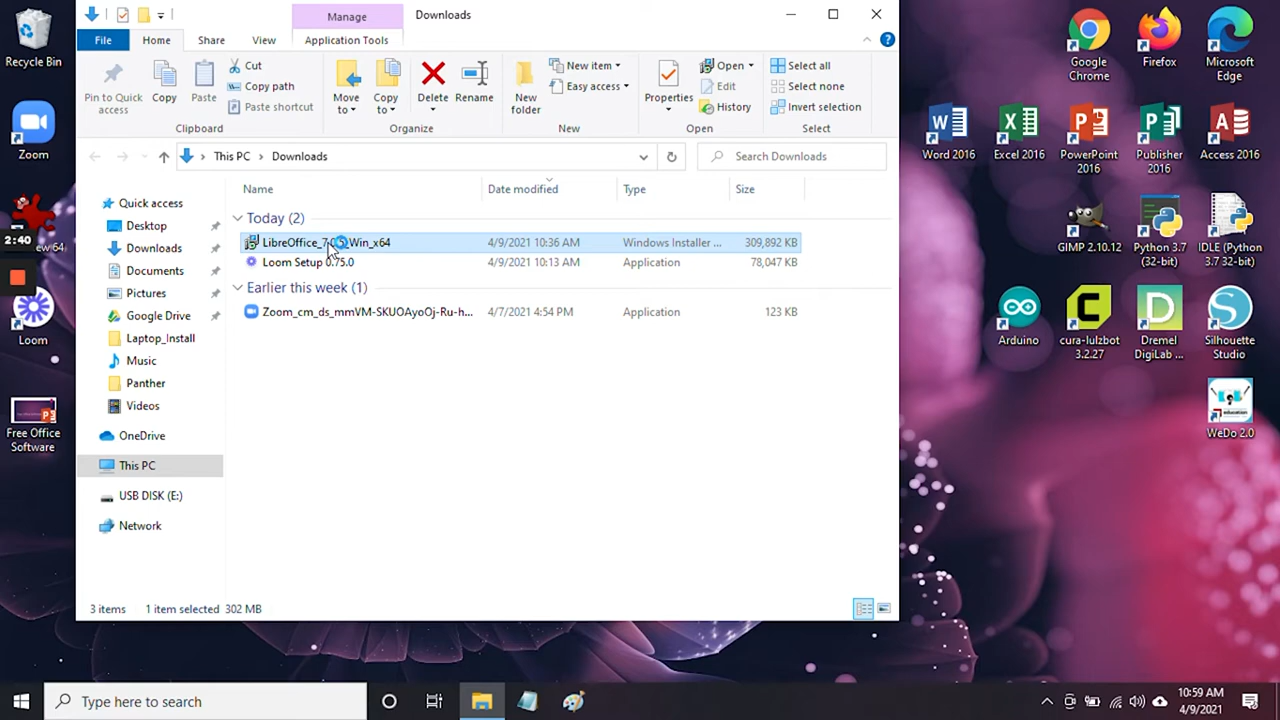 Manage
Downloads
File
Home
Share
View
Application Tools
Pin to Quick access
Copy
Paste
Cut
Copy path
Paste shortcut
Clipboard
Move to
Copy to
Delete
Rename
Organize
New folder
New item
Easy access
New
Properties
Open
Edit
History
Open
Select all
Select none
Invert selection
Select
This PC
Downloads
Search Downloads
Name
Date modified
Type
Size
Today (2)
Win_x64 4/9/2021 10:36 AM Windows Installer ... 309,892 KB
Loom Setup 0.75.0 4/9/2021 10:13 AM Application 78,047 KB
Earlier this week (1)
Zoom_cm_ds_mmVM-SKUOAyoOj-Ru-h... 4/7/2021 4:54 PM Application 123 KB
Quick access
Desktop
Downloads
Documents
Pictures
Google Drive
Laptop_Install
Music
Panther
Videos
OneDrive
This PC
USB DISK (E:)
Network
3 items
1 item selected
302 MB
Recycle Bin
Zoom
2:40
Loom
Free Office Software
Google Chrome
Firefox
Microsoft Edge
Word 2016
Excel 2016
PowerPoint 2016
Publisher 2016
Access 2016
GIMP 2.10.12
Python 3.7 (32-bit)
IDLE (Python 3.7 32-bit)
Arduino
cura-lulzbot 3.2.27
Dremel DigiLab ...
Silhouette Studio
education
WeDo 2.0
Type here to search
10:59 AM
4/9/2021